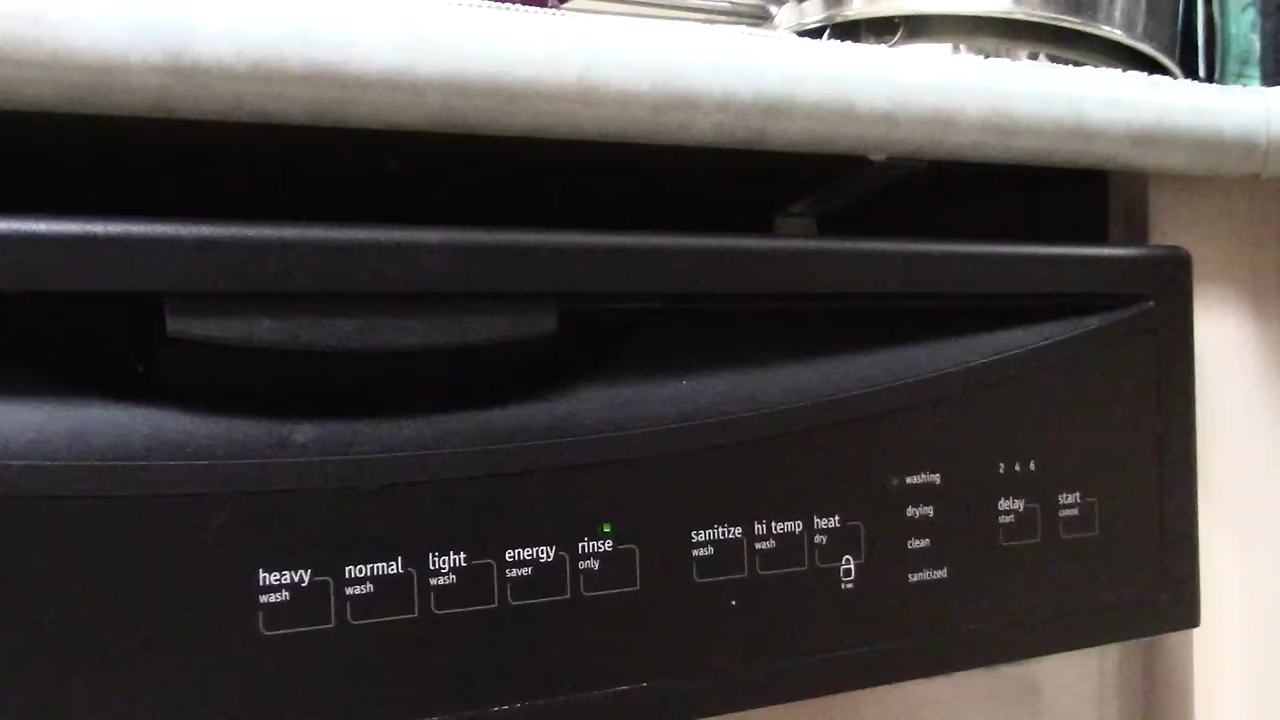 heavy
wash
normal
wash
light
wash
energy
saver
rinse
only
sanitize
wash
hi temp
wash
heat
dry
washing
drying
clean
sanitized
2 4 6
delay
start
start
cancel